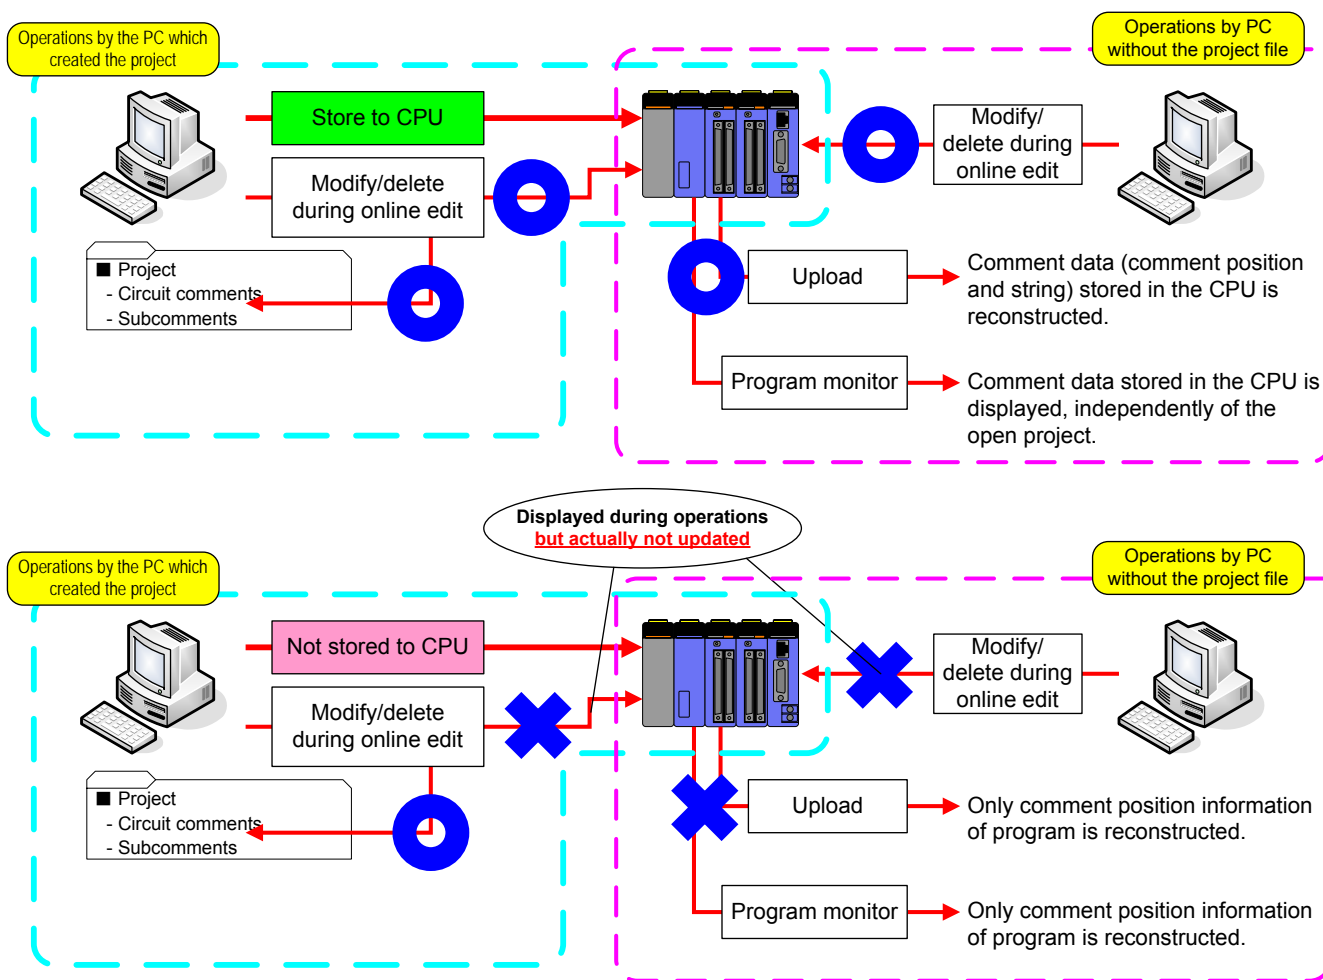 Operations by the PC which
created the project
Operations by PC
without the project file
Store to CPU
Modify/delete
during online edit
Modify/
delete during
online edit
■ Project
- Circuit comments
- Subcomments
Upload
Comment data (comment position
and string) stored in the CPU is
reconstructed.
Program monitor
Comment data stored in the CPU is
displayed, independently of the
open project.
Displayed during operations
but actually not updated
Operations by the PC which
created the project
Operations by PC
without the project file
Not stored to CPU
Modify/delete
during online edit
Modify/
delete during
online edit
■ Project
- Circuit comments
- Subcomments
Upload
Only comment position information
of program is reconstructed.
Program monitor
Only comment position information
of program is reconstructed.